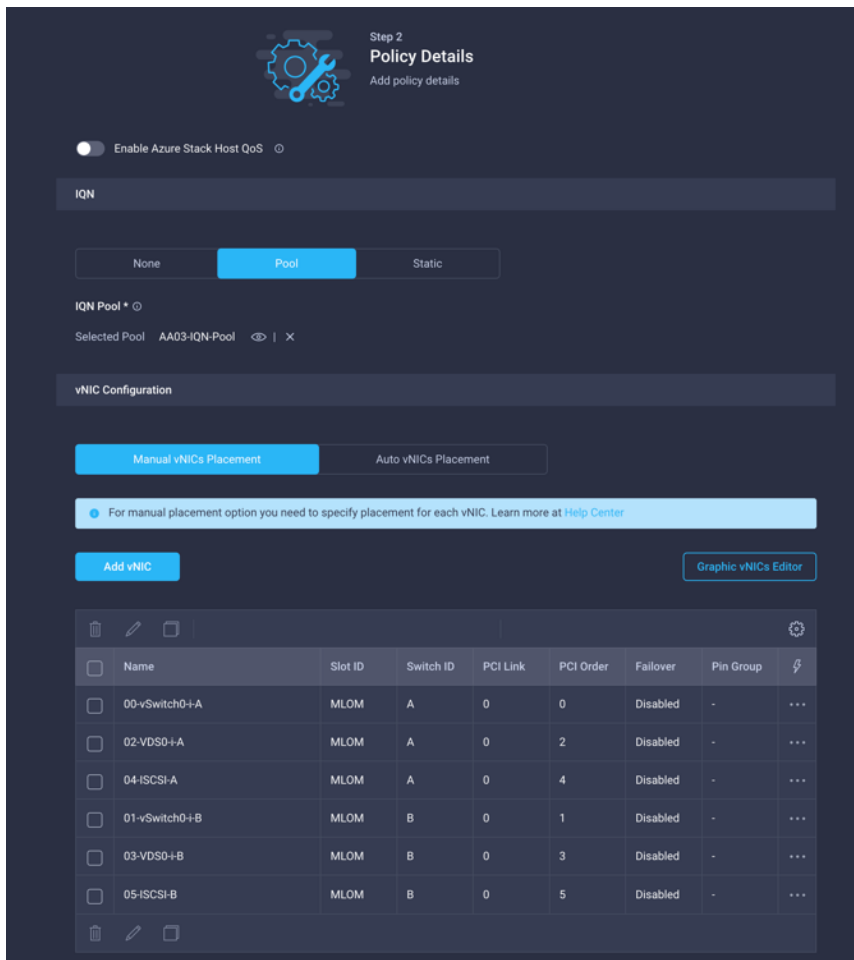 Step 2
Policy Details
Add policy details
Enable Azure Stack Host QoS
IQN
None Pool Static
IQN Pool *
Selected Pool AA03-IQN-Pool | ×
vNIC Configuration
Manual vNICs Placement Auto vNICs Placement
For manual placement option you need to specify placement for each vNIC. Learn more at Help Center
Add vNIC Graphic vNICs Editor
Name Slot ID Switch ID PCI Link PCI Order Failover Pin Group
00-vSwitch0-i-A MLOM A 0 0 Disabled - ...
02-VDS0-i-A MLOM A 0 2 Disabled - ...
04-ISCSI-A MLOM A 0 4 Disabled - ...
01-vSwitch0-i-B MLOM B 0 1 Disabled - ...
03-VDS0-i-B MLOM B 0 3 Disabled - ...
05-ISCSI-B MLOM B 0 5 Disabled - ...